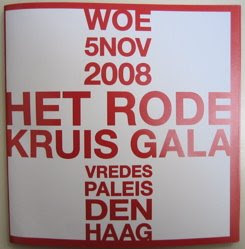 WOE
5NOV
2008
HET RODE
KRUIS GALA
VREDES
PALEIS
DEN
HAAG